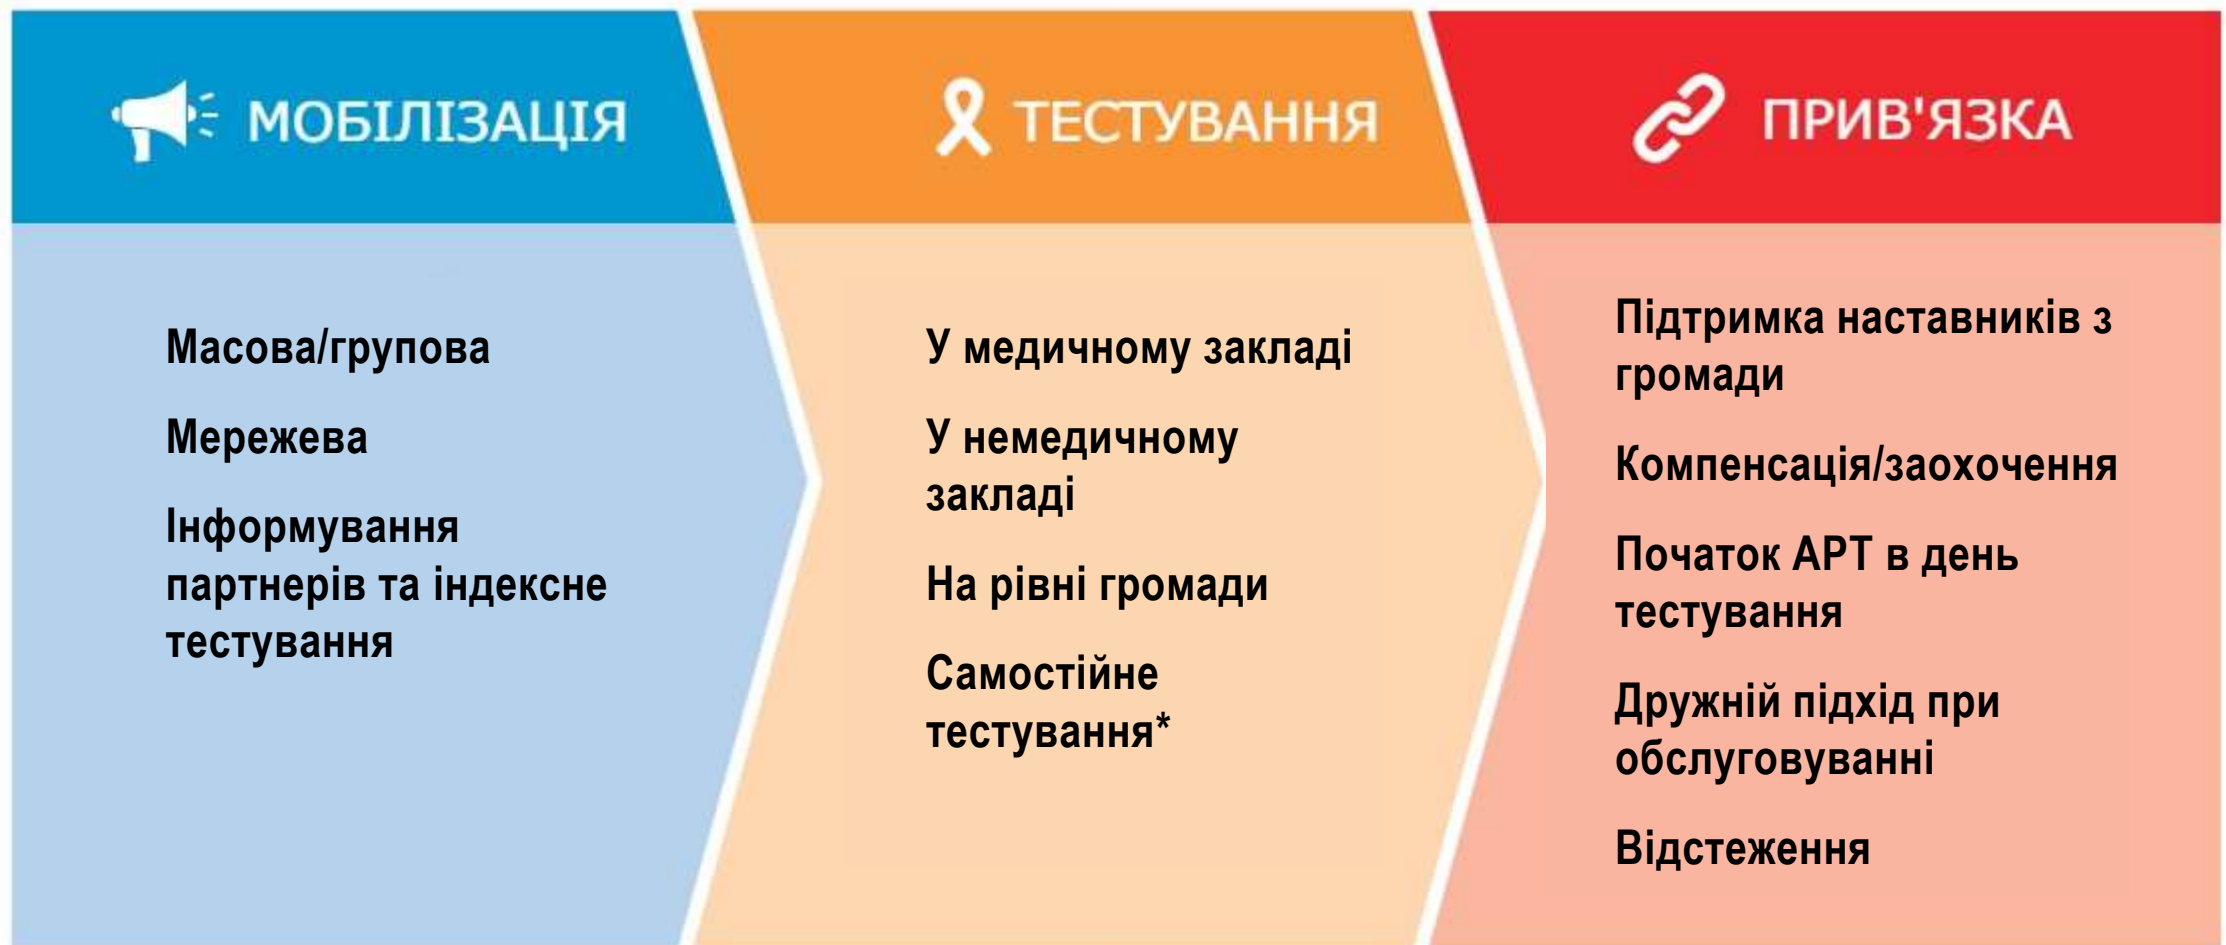 МОБІЛІЗАЦІЯ
Масова/групова
Мережева
Інформування
партнерів та індексне
тестування
ТЕСТУВАННЯ
У медичному закладі
У немедичному
закладі
На рівні громади
Самостійне
тестування*
ПРИВ'ЯЗКА
Підтримка наставників з
громади
Компенсація/заохочення
Початок АРТ в день
тестування
Дружній підхід при
обслуговуванні
Відстеження